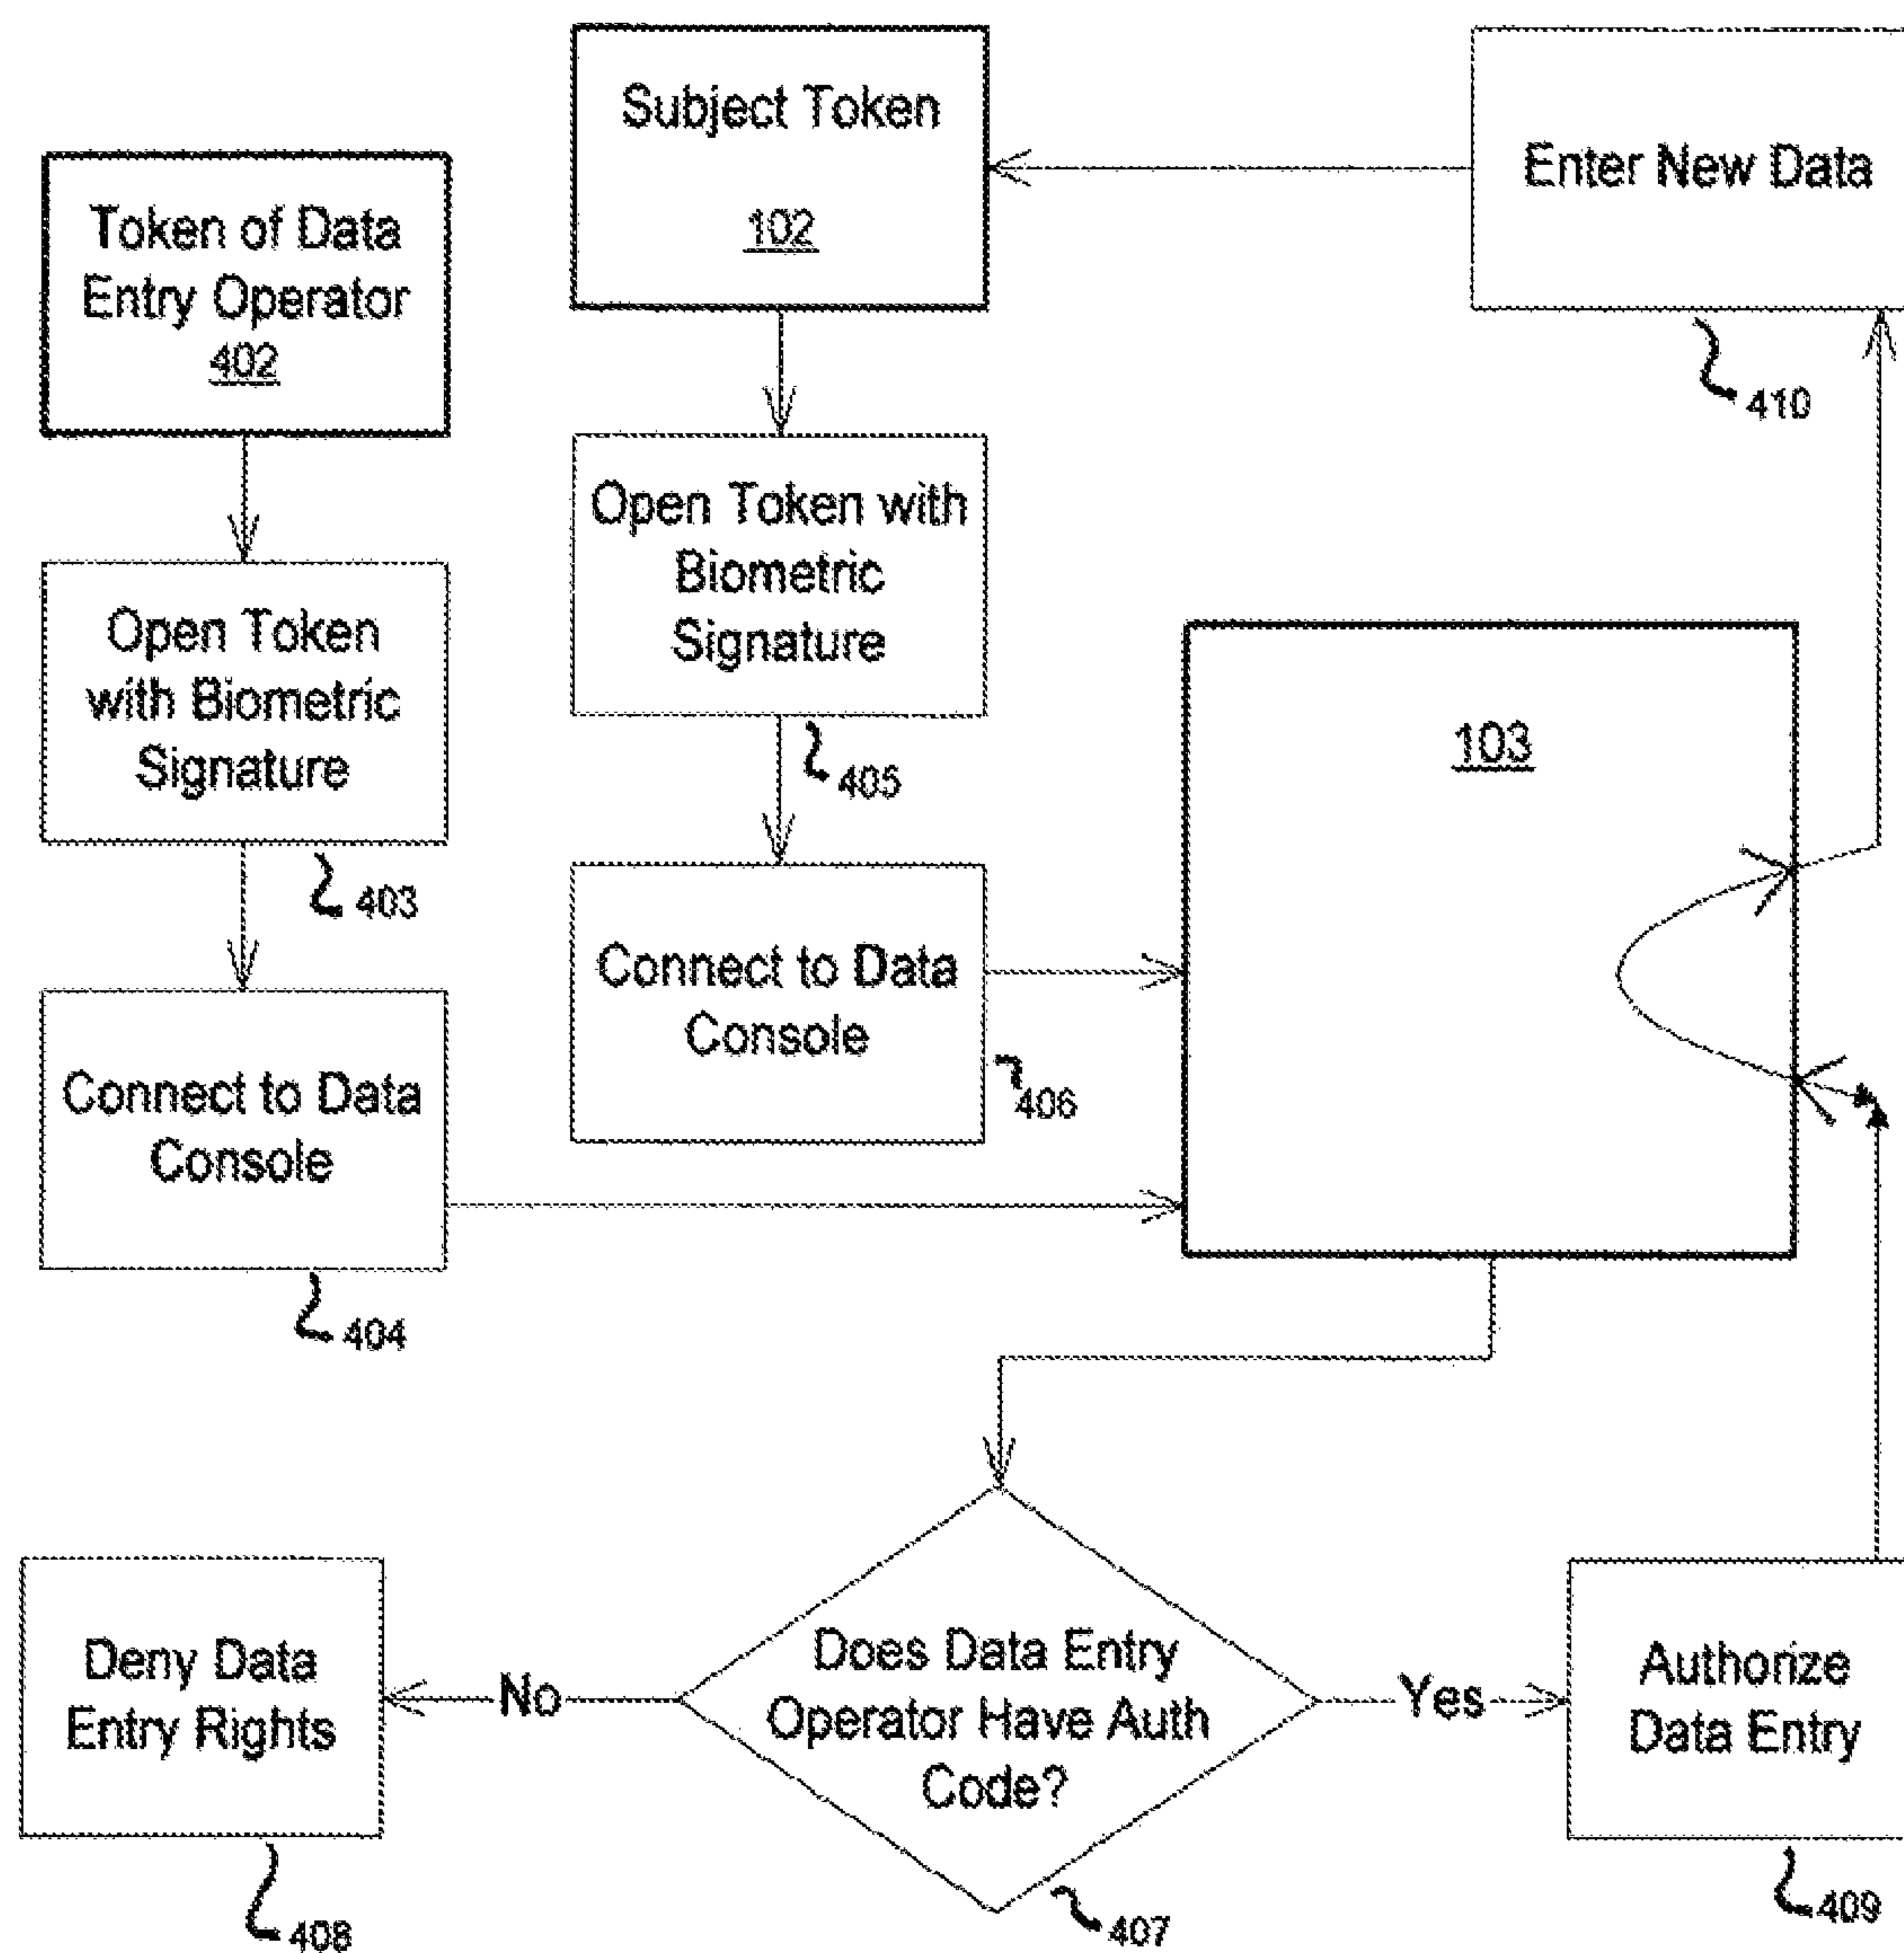 Subject Token
102
Enter New Data
410
Token of Data
Entry Operator
402
Open Token
with Biometric
Signature
403
Open Token with
Biometric
Signature
405
103
Connect to Data
Console
406
Connect to Data
Console
404
Deny Data
Entry Rights
408
No
Does Data Entry
Operator Have Auth
Code?
407
Yes
Authorize
Data Entry
409